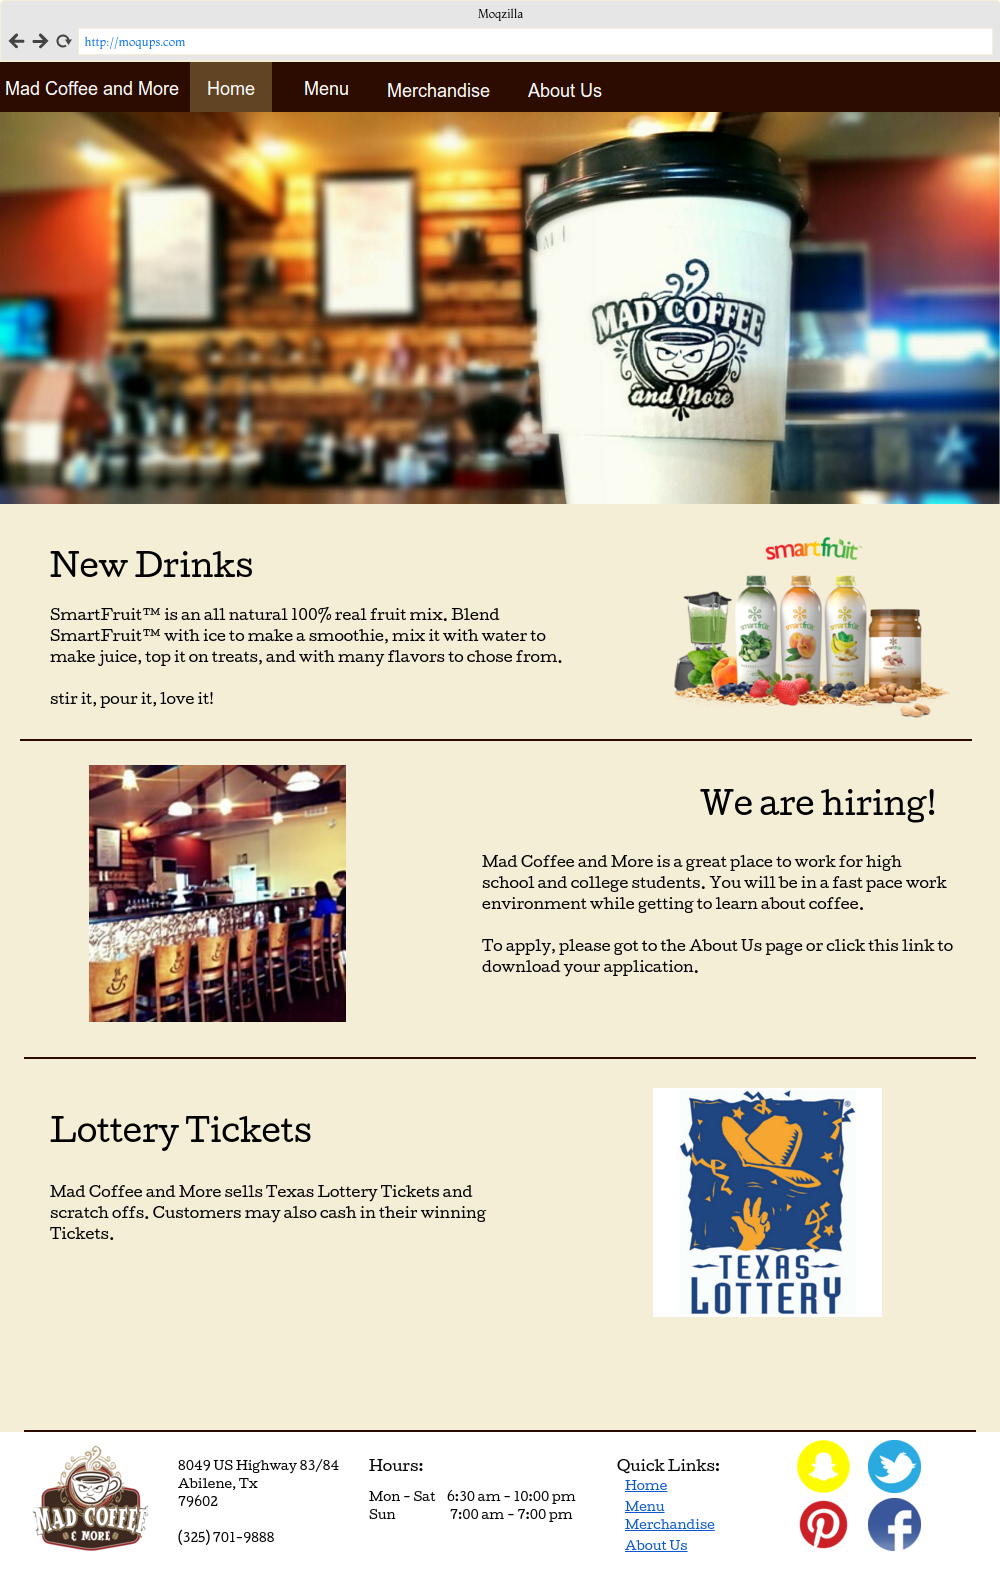 Moqzilla
http://moqups.com
Mad Coffee and More Home Menu Merchandise About Us
MAD COFFEE
and More
New Drinks
SmartFruit™ is an all natural 100% real fruit mix. Blend
SmartFruit™ with ice to make a smoothie, mix it with water to
make juice, top it on treats, and with many flavors to chose from.
stir it, pour it, love it!
smartfruit
smartfruit smartfruit smartfruit
We are hiring!
Mad Coffee and More is a great place to work for high
school and college students. You will be in a fast pace work
environment while getting to learn about coffee.
To apply, please got to the About Us page or click this link to
download your application.
Lottery Tickets
Mad Coffee and More sells Texas Lottery Tickets and
scratch offs. Customers may also cash in their winning
Tickets.
®
TEXAS
LOTTERY
MAD COFFEE
& MORE
8049 US Highway 83/84
Abilene, Tx
79602
(325) 701-9888
Hours:
Mon - Sat 6:30 am - 10:00 pm
Sun 7:00 am - 7:00 pm
Quick Links:
Home
Menu
Merchandise
About Us